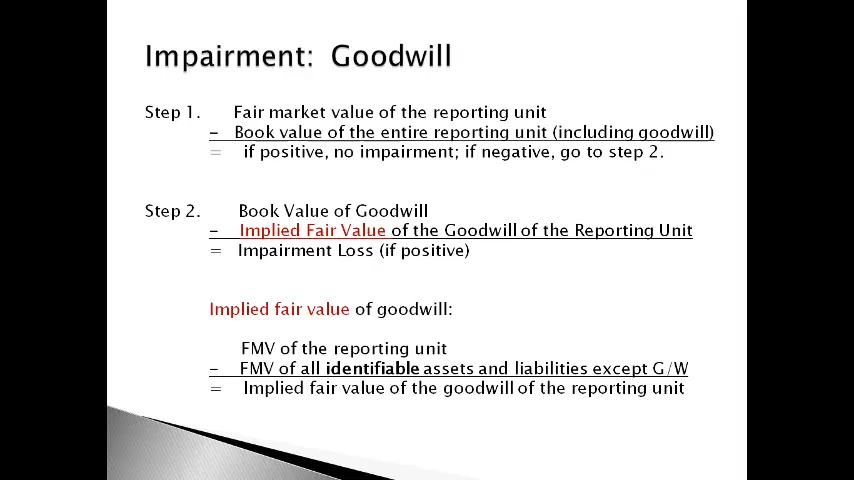 Impairment: Goodwill
Step 1. Fair market value of the reporting unit
- Book value of the entire reporting unit (including goodwill)
= if positive, no impairment; if negative, go to step 2.
Step 2. Book Value of Goodwill
- Implied Fair Value of the Goodwill of the Reporting Unit
= Impairment Loss (if positive)
Implied fair value of goodwill:
FMV of the reporting unit
- FMV of all identifiable assets and liabilities except G/W
= Implied fair value of the goodwill of the reporting unit